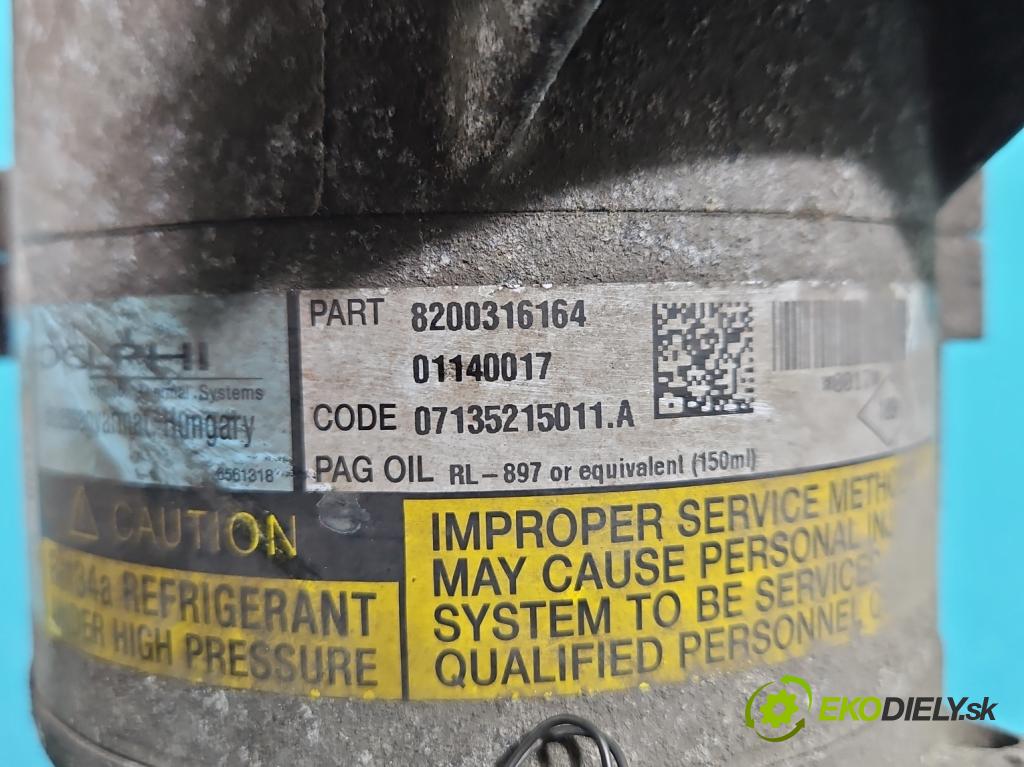 DELPHI
Systems
Hungary
6561318
PART 8200316164
01140017
CODE 07135215011.A
PAG OIL RL-897 or equivalent (150ml)
CAUTION
REFRIGERANT
HIGH PRESSURE
IMPROPER SERVICE
MAY CAUSE PERSONAL
SYSTEM TO BE
QUALIFIED PERSONNEL
EKODIELY.sk